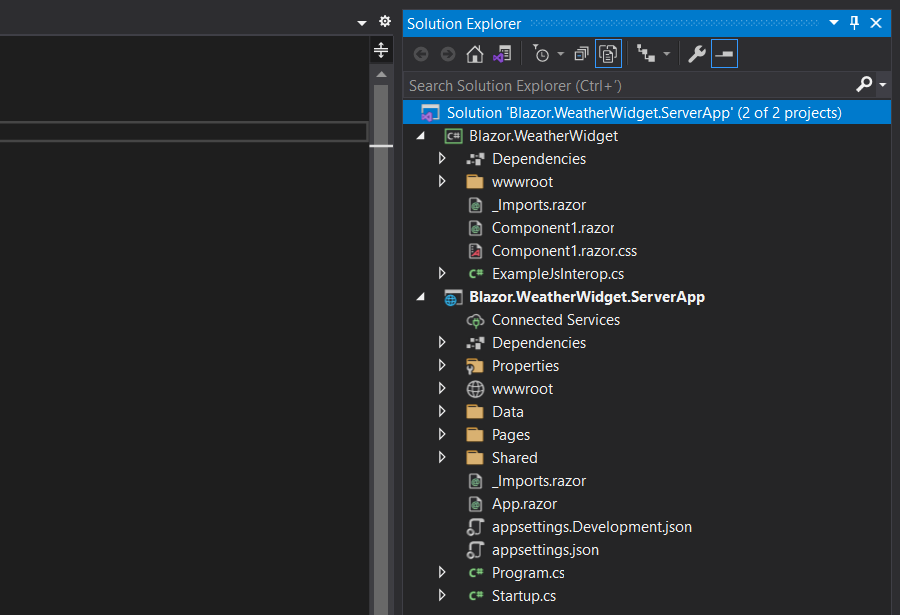 Solution Explorer
Search Solution Explorer (Ctrl+´)
Solution 'Blazor.WeatherWidget.ServerApp' (2 of 2 projects)
Blazor.WeatherWidget
Dependencies
wwwroot
_Imports.razor
Component1.razor
Component1.razor.css
ExampleJsInterop.cs
Blazor.WeatherWidget.ServerApp
Connected Services
Dependencies
Properties
wwwroot
Data
Pages
Shared
_Imports.razor
App.razor
appsettings.Development.json
appsettings.json
Program.cs
Startup.cs